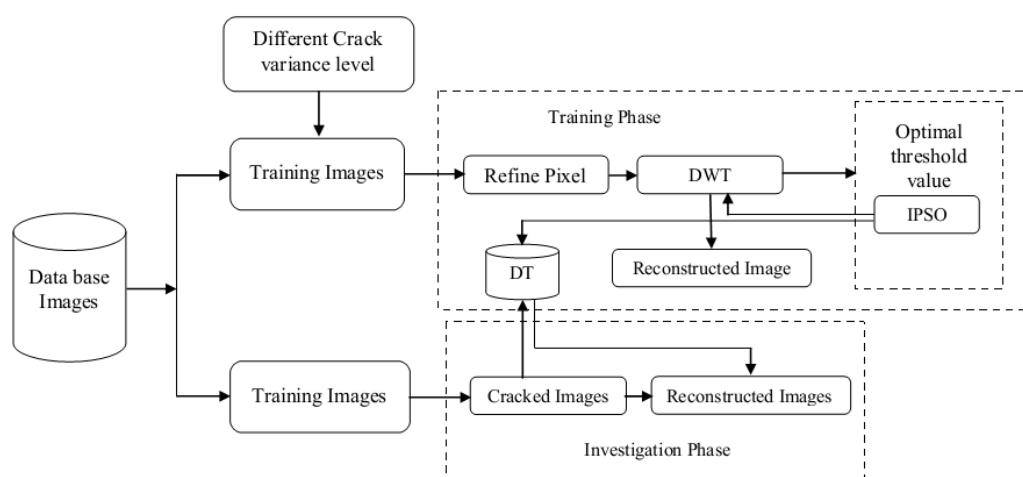 Different Crack
variance level
Training Phase
Optimal
threshold
value
Training Images
Refine Pixel
DWT
IPSO
Data base
Images
DT
Reconstructed Image
Training Images
Cracked Images
Reconstructed Images
Investigation Phase